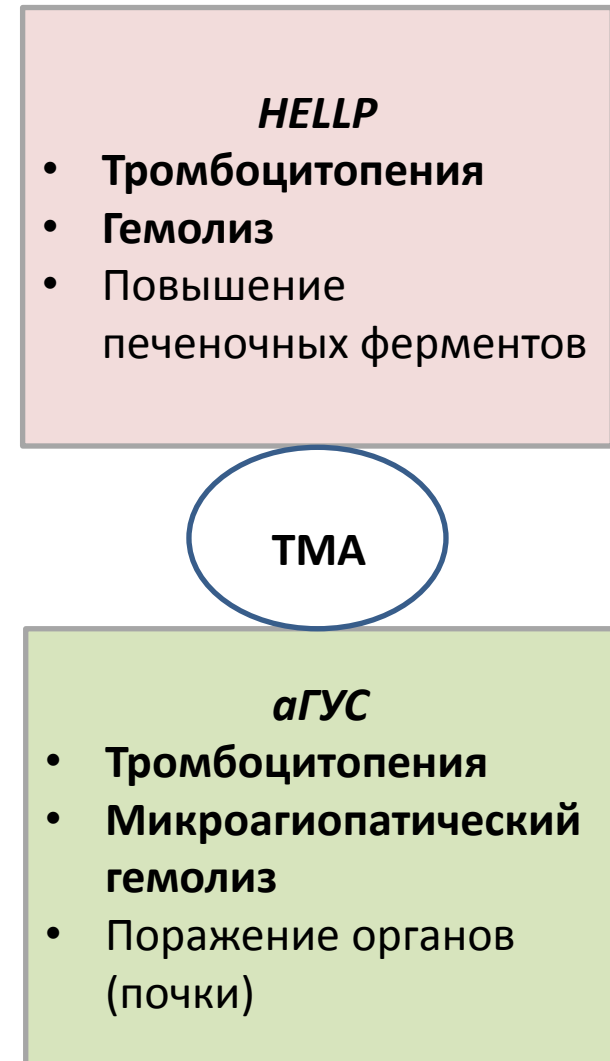 HELLP
• Тромбоцитопения
• Гемолиз
• Повышение
печеночных ферментов
ТМА
аГУС
• Тромбоцитопения
• Микроагиопатический
гемолиз
• Поражение органов
(почки)